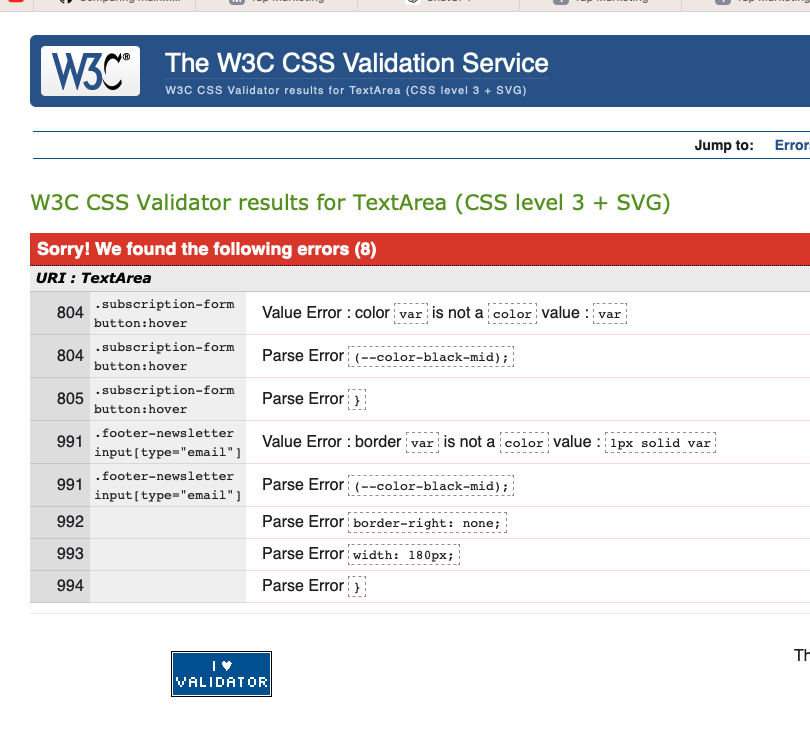 W3C®
The W3C CSS Validation Service
W3C CSS Validator results for TextArea (CSS level 3 + SVG)
Jump to: Error
W3C CSS Validator results for TextArea (CSS level 3 + SVG)
Sorry! We found the following errors (8)
URI : TextArea
804 .subscription-form button:hover Value Error : color var is not a color value : var
804 .subscription-form button:hover Parse Error (--color-black-mid);
805 .subscription-form button:hover Parse Error }
991 .footer-newsletter input[type="email"] Value Error : border var is not a color value : 1px solid var
991 .footer-newsletter input[type="email"] Parse Error (--color-black-mid);
992 Parse Error border-right: none;
993 Parse Error width: 180px;
994 Parse Error }
Th
I ♥
VALIDATOR